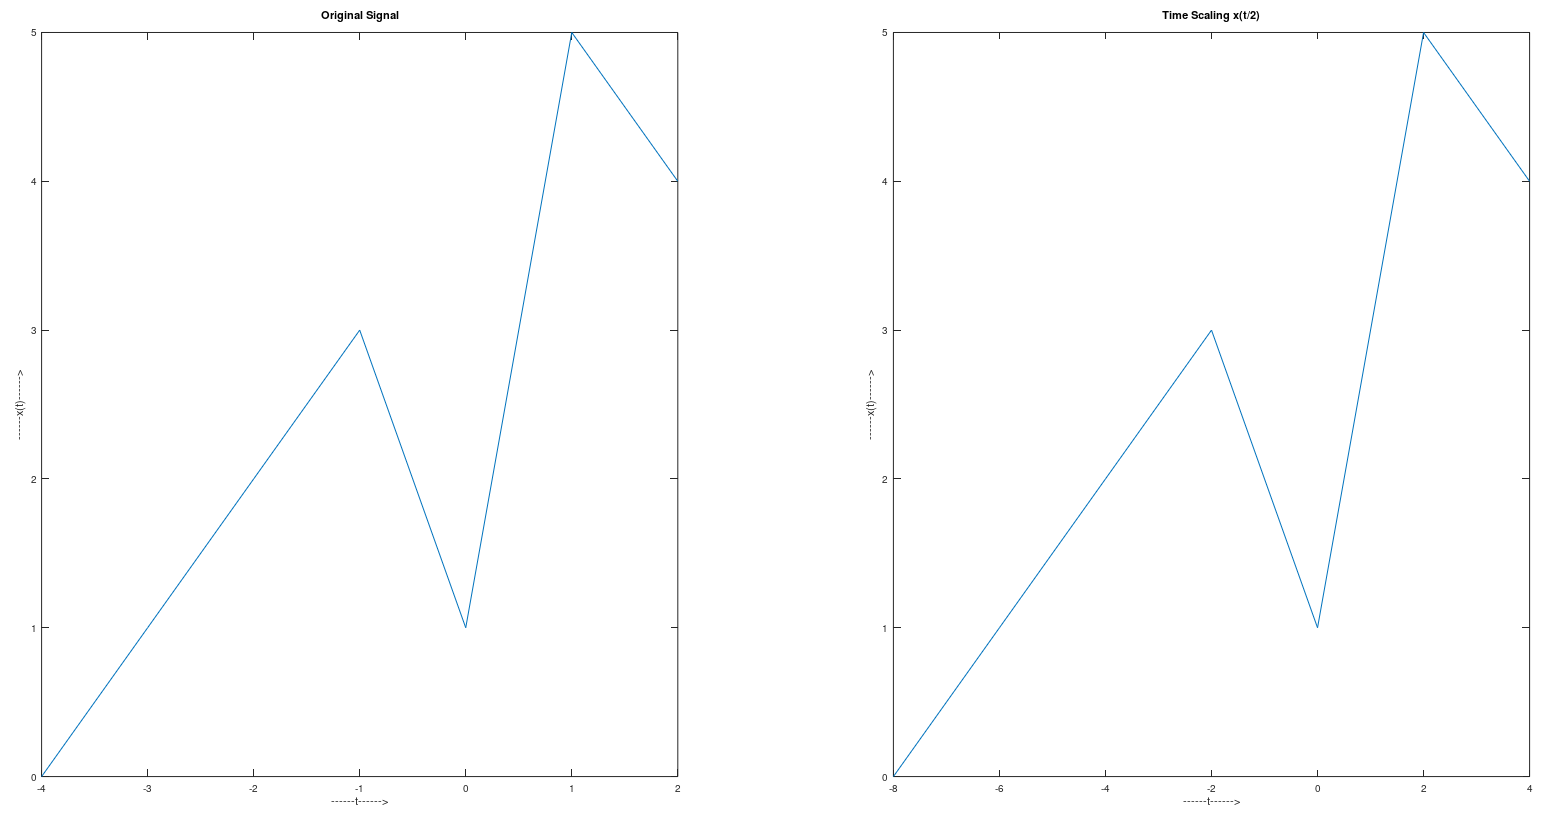 Original Signal
5
4
3
2
1
0
------x(t)------>
-4 -3 -2 -1 0 1 2
------t------>
Time Scaling x(t/2)
5
4
3
2
1
0
------x(t)------>
-8 -6 -4 -2 0 2 4
------t------>